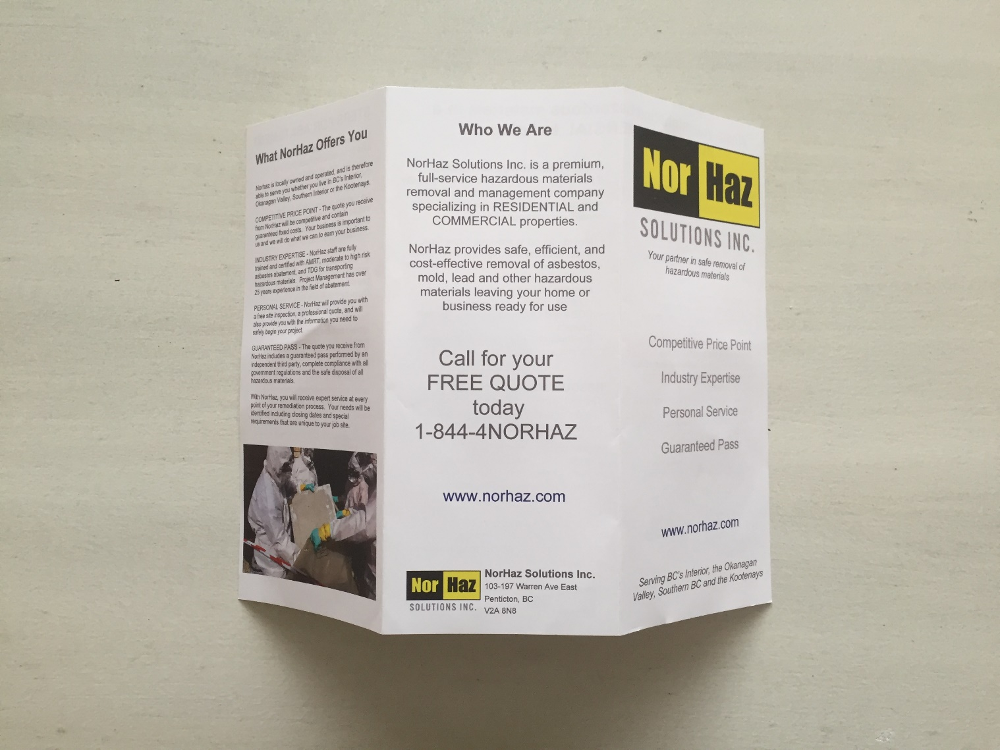 What NorHaz Offers You
Norhaz is locally owned and operated, and is therefore
able to serve you whether you live in BC's Interior,
Okanagan Valley, Southern Interior or the Kootenays.
COMPETITIVE PRICE POINT - The quote you receive
from NorHaz will be competitive and contain
guaranteed fixed costs. Your business is important to
us and we will do what we can to earn your business.
INDUSTRY EXPERTISE - NorHaz staff are fully
trained and certified with AMRT, moderate to high risk
asbestos abatement, and TDG for transporting
hazardous materials. Project Management has over
25 years experience in the field of abatement.
PERSONAL SERVICE - NorHaz will provide you with
a free site inspection, a professional quote, and will
also provide you with the information you need to
safely begin your project.
GUARANTEED PASS - The quote you receive from
NorHaz includes a guaranteed pass performed by an
independent third party, complete compliance with all
government regulations and the safe disposal of all
hazardous materials.
With NorHaz, you will receive expert service at every
point of your remediation process. Your needs will be
identified including closing dates and special
requirements that are unique to your job site.
Who We Are
NorHaz Solutions Inc. is a premium,
full-service hazardous materials
removal and management company
specializing in RESIDENTIAL and
COMMERCIAL properties.
NorHaz provides safe, efficient, and
cost-effective removal of asbestos,
mold, lead and other hazardous
materials leaving your home or
business ready for use
Call for your
FREE QUOTE
today
1-844-4NORHAZ
www.norhaz.com
Nor Haz
SOLUTIONS INC.
NorHaz Solutions Inc.
103-197 Warren Ave East
Penticton, BC
V2A 8N8
Nor Haz
SOLUTIONS INC.
Your partner in safe removal of
hazardous materials
Competitive Price Point
Industry Expertise
Personal Service
Guaranteed Pass
www.norhaz.com
Serving BC's Interior, the Okanagan
Valley, Southern BC and the Kootenays